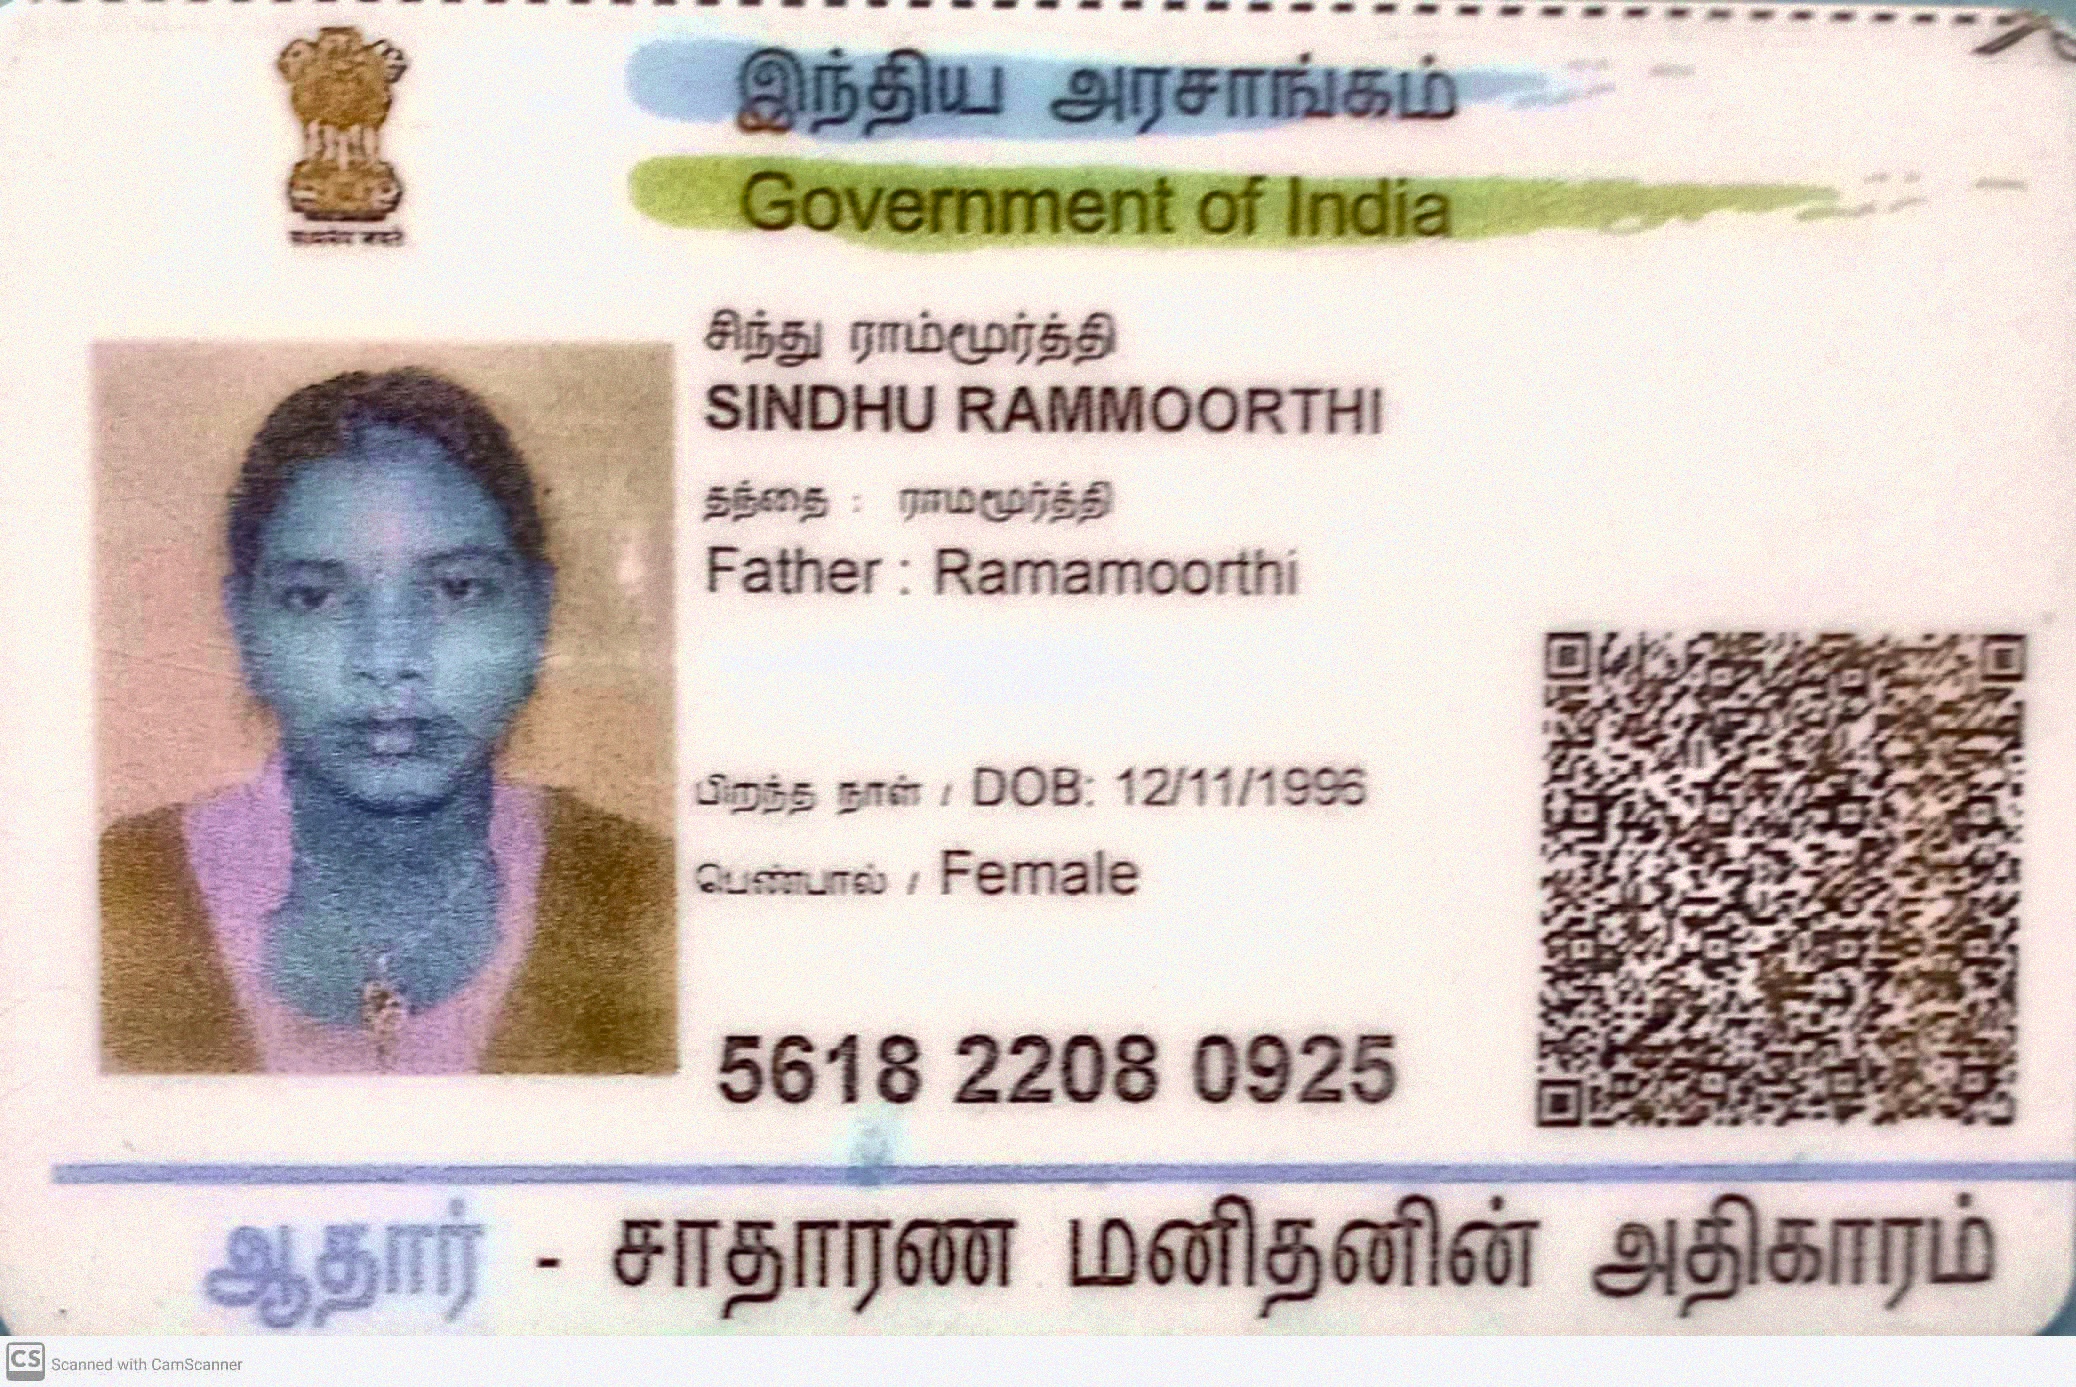 இந்திய அரசாங்கம்
Government of India
சிந்து ராம்மூர்த்தி
SINDHU RAMMOORTHI
தந்தை : ராமமூர்த்தி
Father : Ramamoorthi
பிறந்த நாள் / DOB: 12/11/1996
பெண்பால் / Female
5618 2208 0925
ஆதார் - சாதாரண மனிதனின் அதிகாரம்
CS Scanned with CamScanner